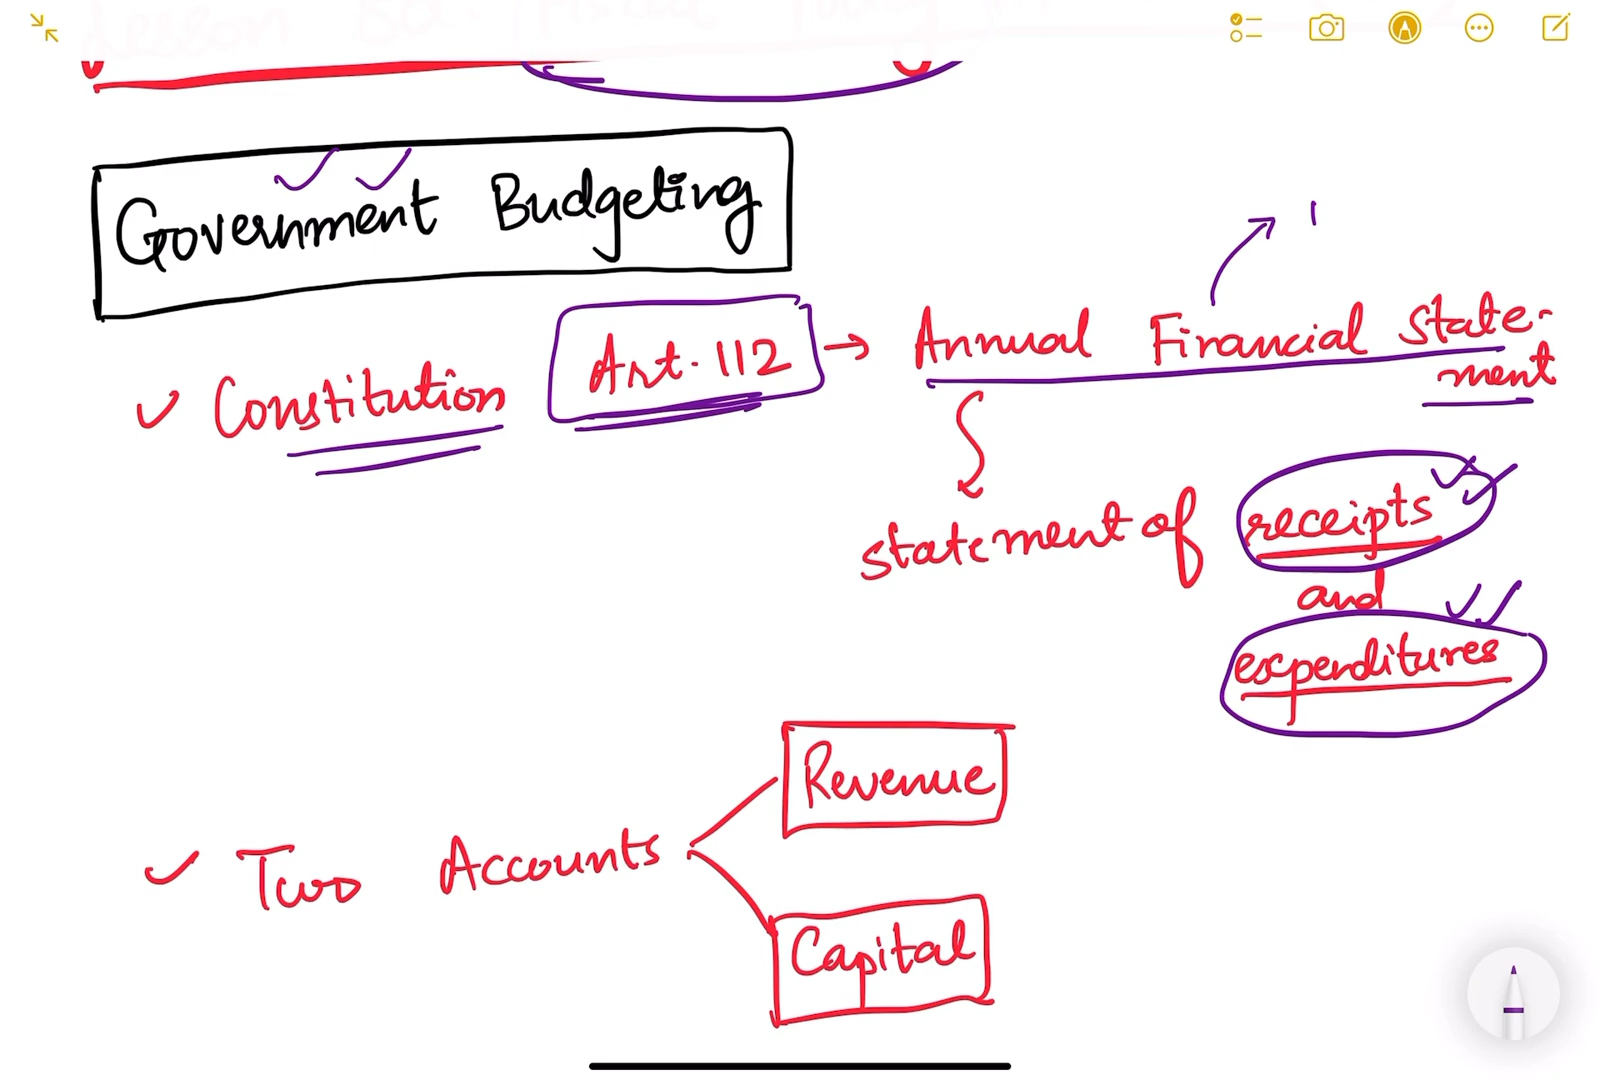 Government Budgeting
✓ Constitution Art. 112 → Annual Financial State-
ment
statement of receipts
and
expenditures
Revenue
✓ Two Accounts
Capital